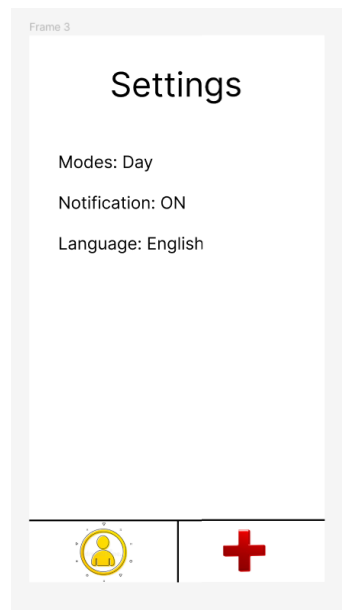 Frame 3
Settings
Modes: Day
Notification: ON
Language: English